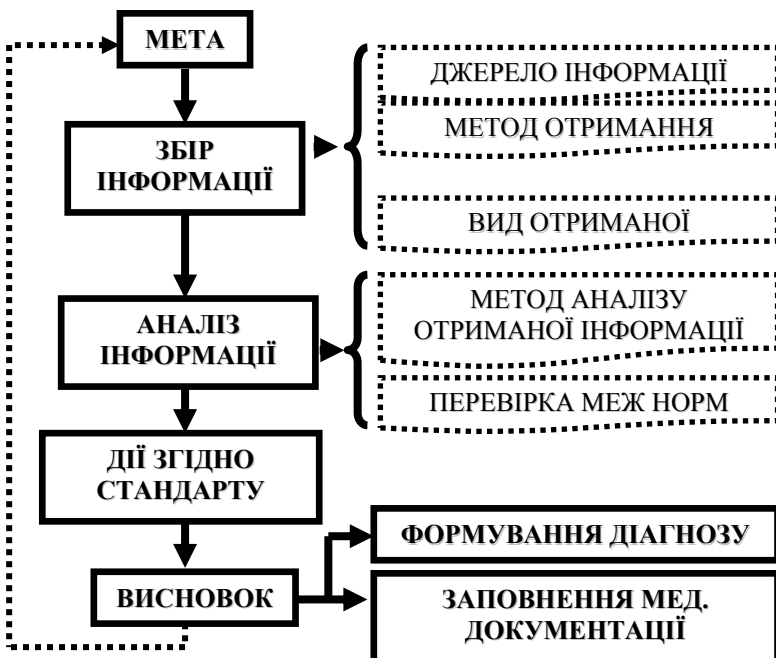 МЕТА
ЗБІР
ІНФОРМАЦІЇ
ДЖЕРЕЛО ІНФОРМАЦІЇ
МЕТОД ОТРИМАННЯ
ВИД ОТРИМАНОЇ
АНАЛІЗ
ІНФОРМАЦІЇ
МЕТОД АНАЛІЗУ
ОТРИМАНОЇ ІНФОРМАЦІЇ
ПЕРЕВІРКА МЕЖ НОРМ
ДІЇ ЗГІДНО
СТАНДАРТУ
ВИСНОВОК
ФОРМУВАННЯ ДІАГНОЗУ
ЗАПОВНЕННЯ МЕД.
ДОКУМЕНТАЦІЇ